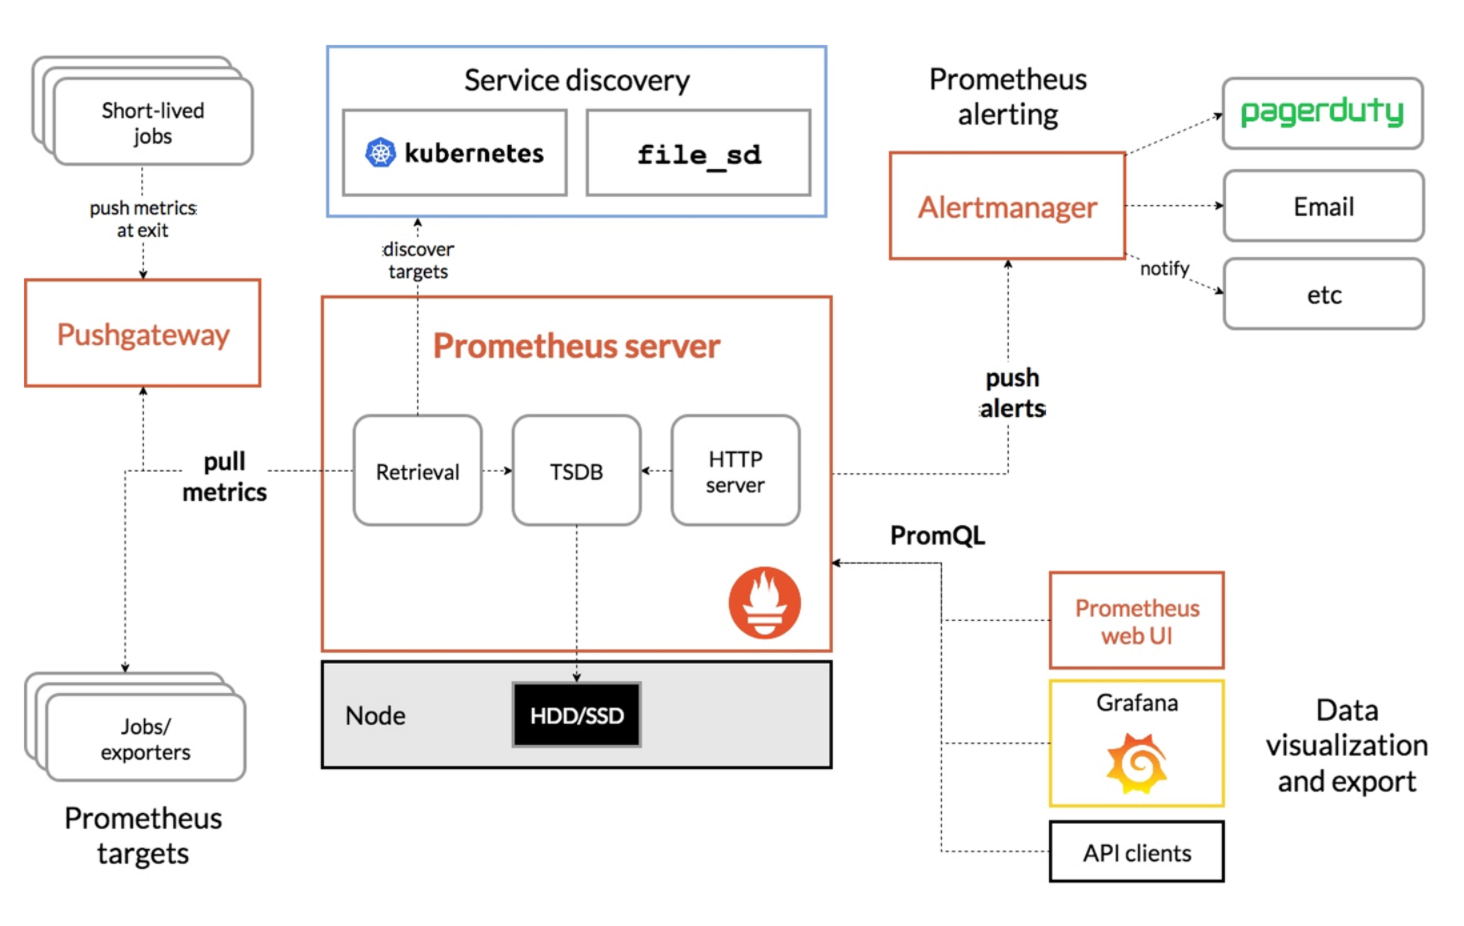 Short-lived
jobs
push metrics
at exit
Pushgateway
pull
metrics
Jobs/
exporters
Prometheus
targets
Service discovery
kubernetes
file_sd
discover
targets
Prometheus server
Retrieval
TSDB
HTTP
server
Node
HDD/SSD
Prometheus
alerting
Alertmanager
pagerduty
Email
notify
etc
push
alerts
PromQL
Prometheus
web UI
Grafana
API clients
Data
visualization
and export